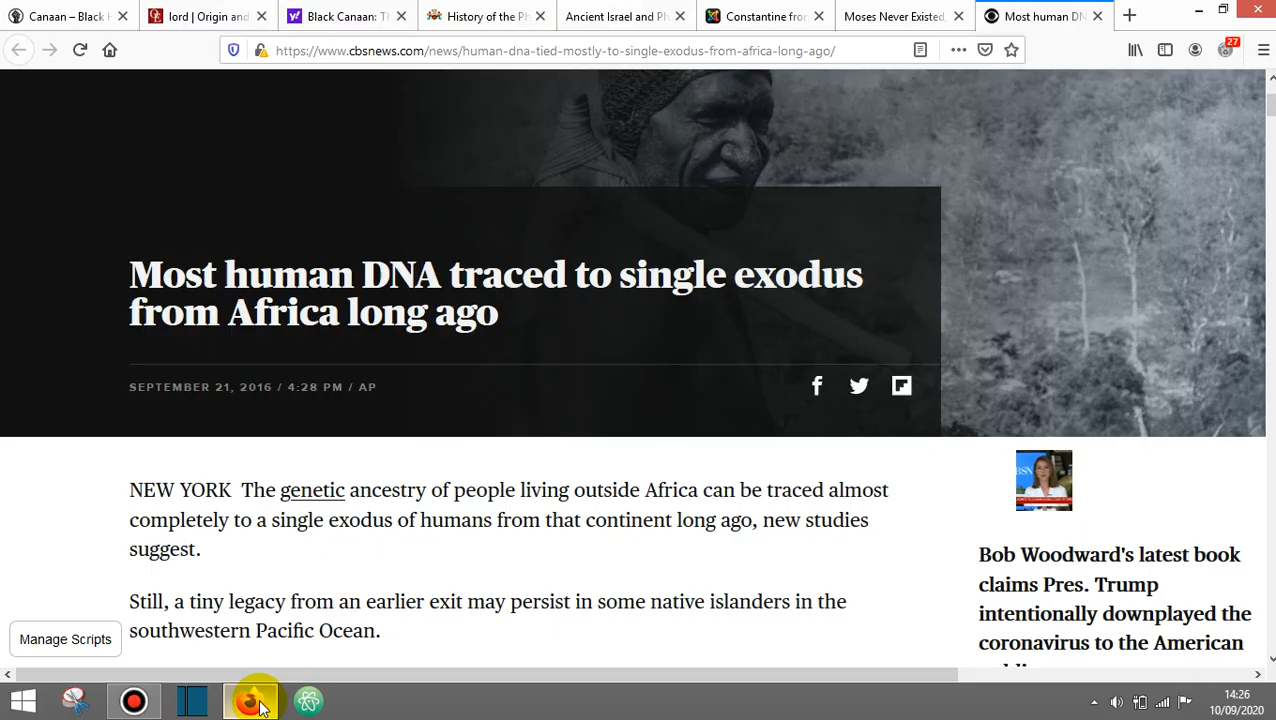 Canaan – Black H
lord | Origin and
Black Canaan: Th
History of the Ph
Ancient Israel and Ph
Constantine from
Moses Never Existed,
Most human DN
https://www.cbsnews.com/news/human-dna-tied-mostly-to-single-exodus-from-africa-long-ago/
27
Most human DNA traced to single exodus
from Africa long ago
SEPTEMBER 21, 2016 / 4:28 PM / AP
NEW YORK The genetic ancestry of people living outside Africa can be traced almost
completely to a single exodus of humans from that continent long ago, new studies
suggest.
Still, a tiny legacy from an earlier exit may persist in some native islanders in the
southwestern Pacific Ocean.
Bob Woodward's latest book
claims Pres. Trump
intentionally downplayed the
coronavirus to the American
Manage Scripts
14:26
10/09/2020